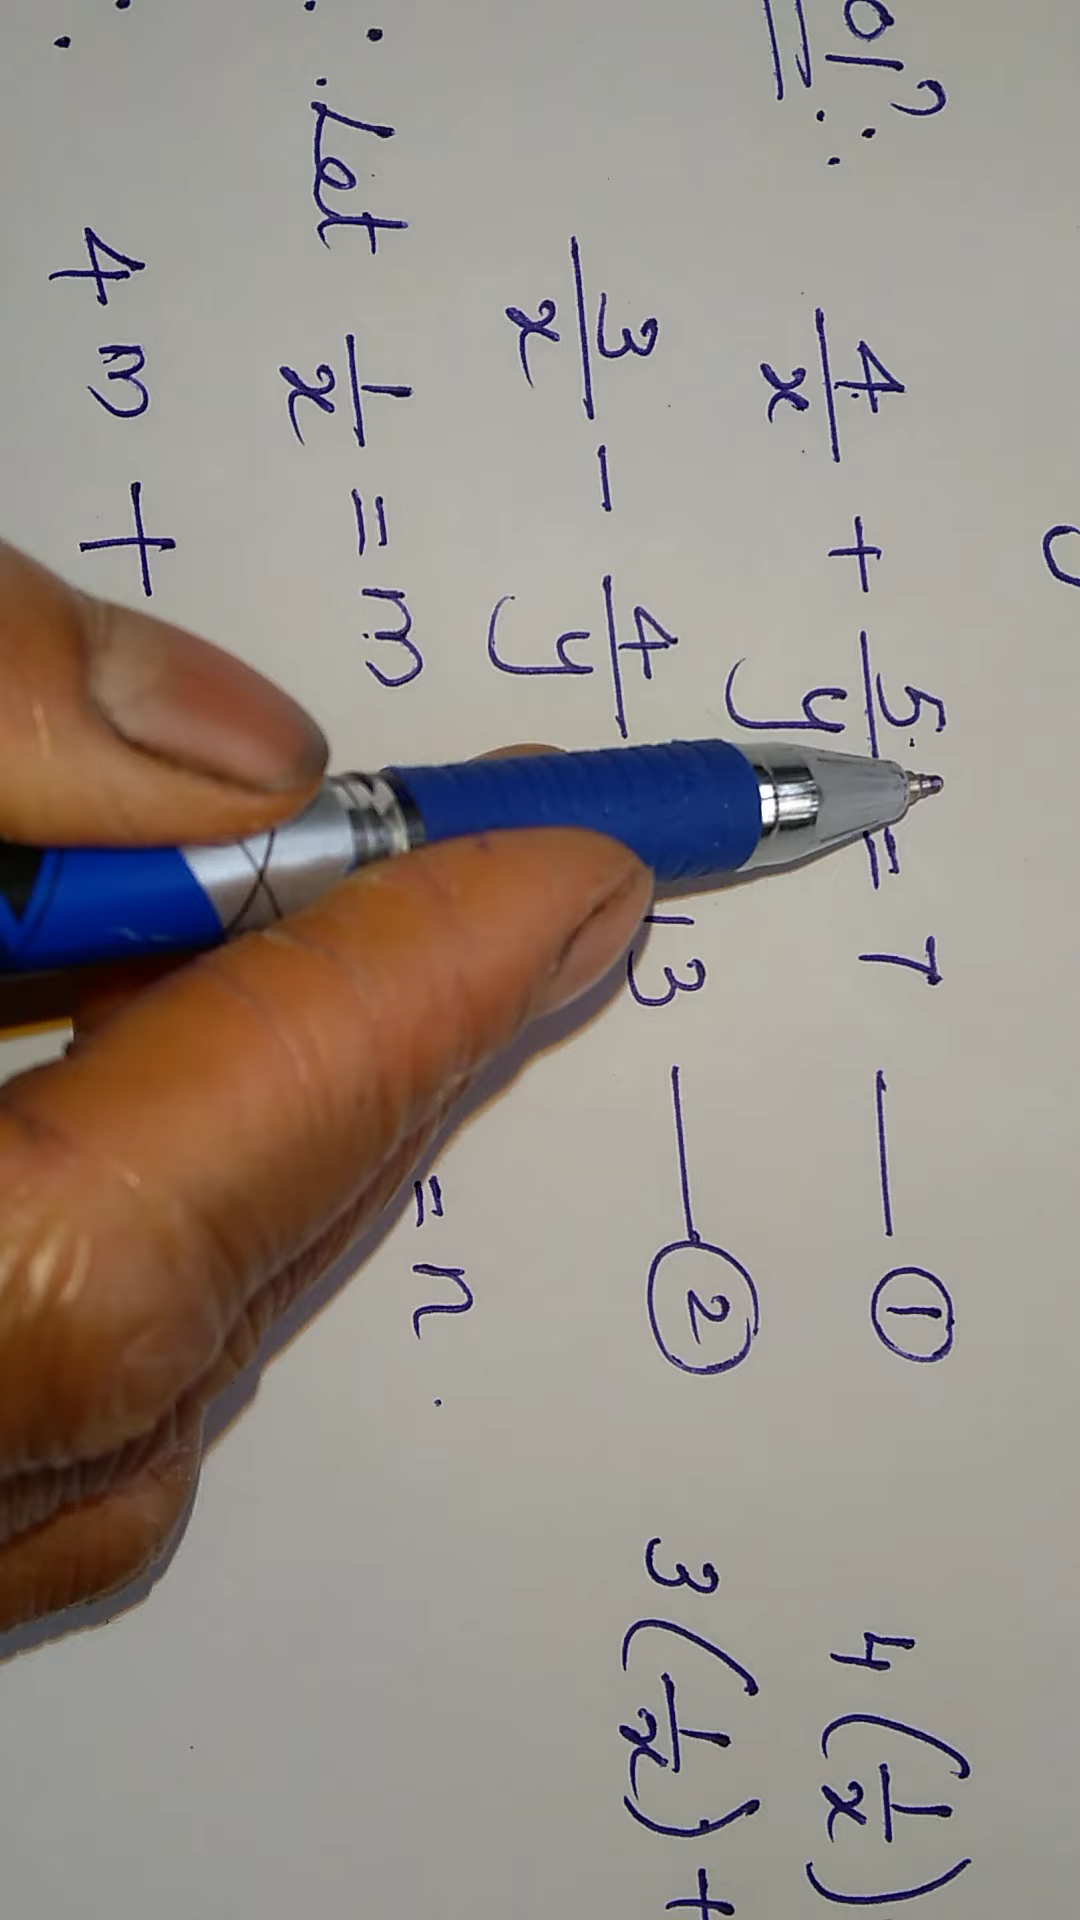 Sol? :
4/x + 5/y = 7 — ①
3/x - 4/y 13 — ②
4(1/x)
3(1/x) +
∴ Let 1/x = m = n.
∴ 4m +